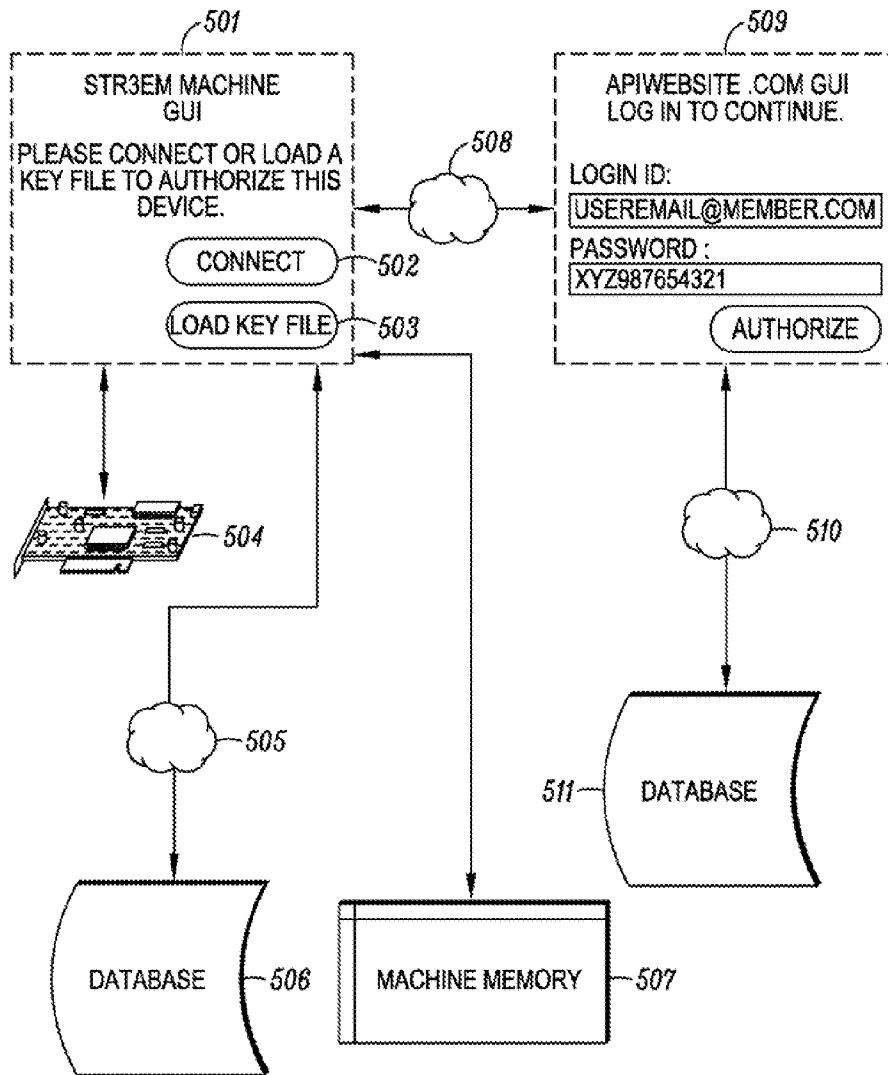 501
STR3EM MACHINE
GUI
PLEASE CONNECT OR LOAD A
KEY FILE TO AUTHORIZE THIS
DEVICE.
CONNECT
502
LOAD KEY FILE
503
508
509
APIWEBSITE .COM GUI
LOG IN TO CONTINUE.
LOGIN ID:
USEREMAIL@MEMBER.COM
PASSWORD :
XYZ987654321
AUTHORIZE
504
510
505
511
DATABASE
DATABASE
506
MACHINE MEMORY
507